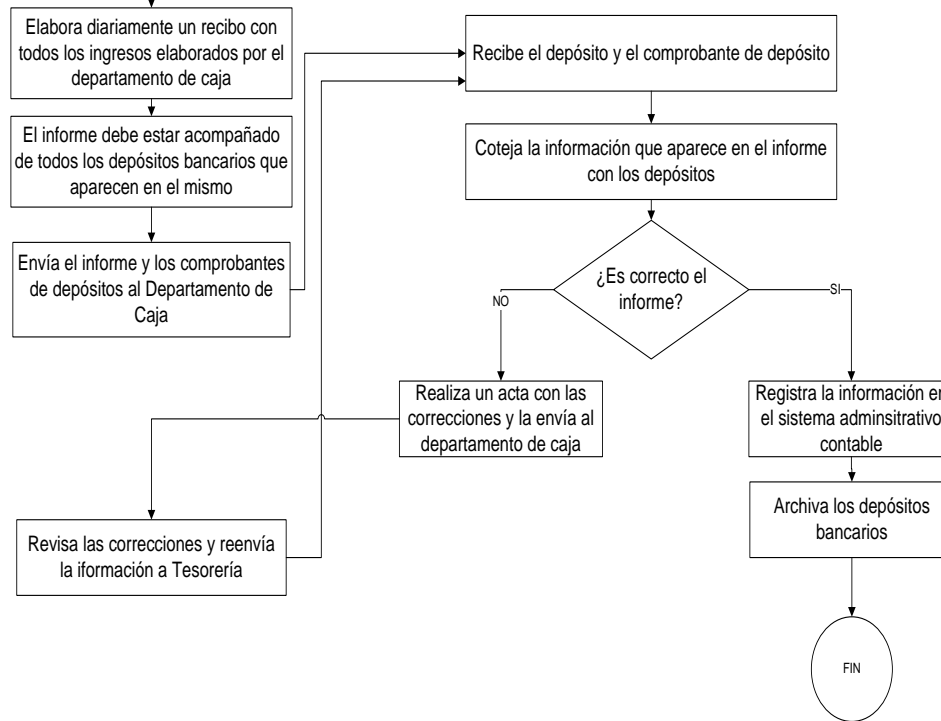 Elabora diariamente un recibo con
todos los ingresos elaborados por el
departamento de caja
El informe debe estar acompañado
de todos los depósitos bancarios que
aparecen en el mismo
Envía el informe y los comprobantes
de depósitos al Departamento de
Caja
Recibe el depósito y el comprobante de depósito
Coteja la información que aparece en el informe
con los depósitos
¿Es correcto el
informe?
NO
SI
Realiza un acta con las
correcciones y la envía al
departamento de caja
Registra la información en
el sistema adminsitrativo
contable
Revisa las correcciones y reenvía
la iformación a Tesorería
Archiva los depósitos
bancarios
FIN